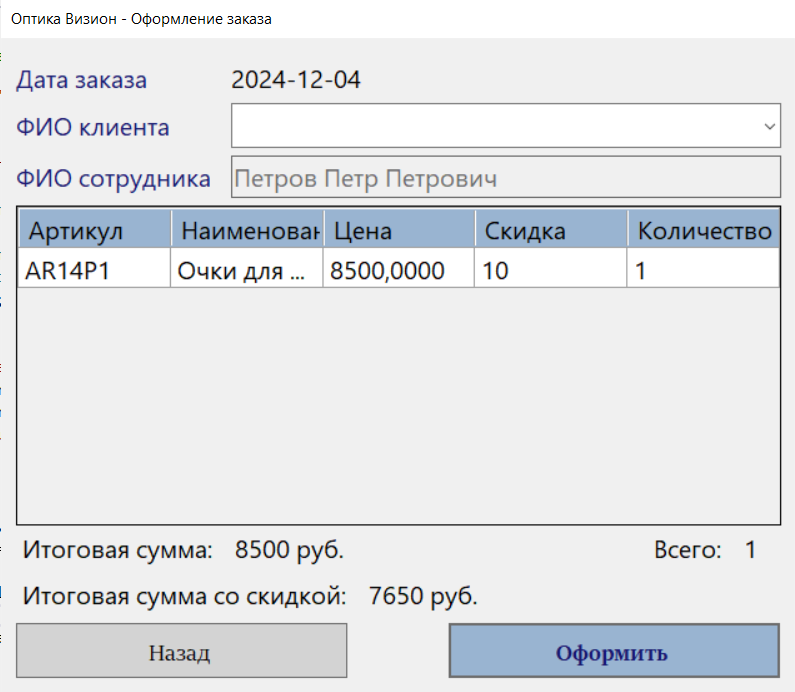 Оптика Визион - Оформление заказа
Дата заказа 2024-12-04
ФИО клиента
ФИО сотрудника Петров Петр Петрович
Артикул Наименован Цена Скидка Количество
AR14P1 Очки для ... 8500,0000 10 1
Итоговая сумма: 8500 руб. Всего: 1
Итоговая сумма со скидкой: 7650 руб.
Назад Оформить